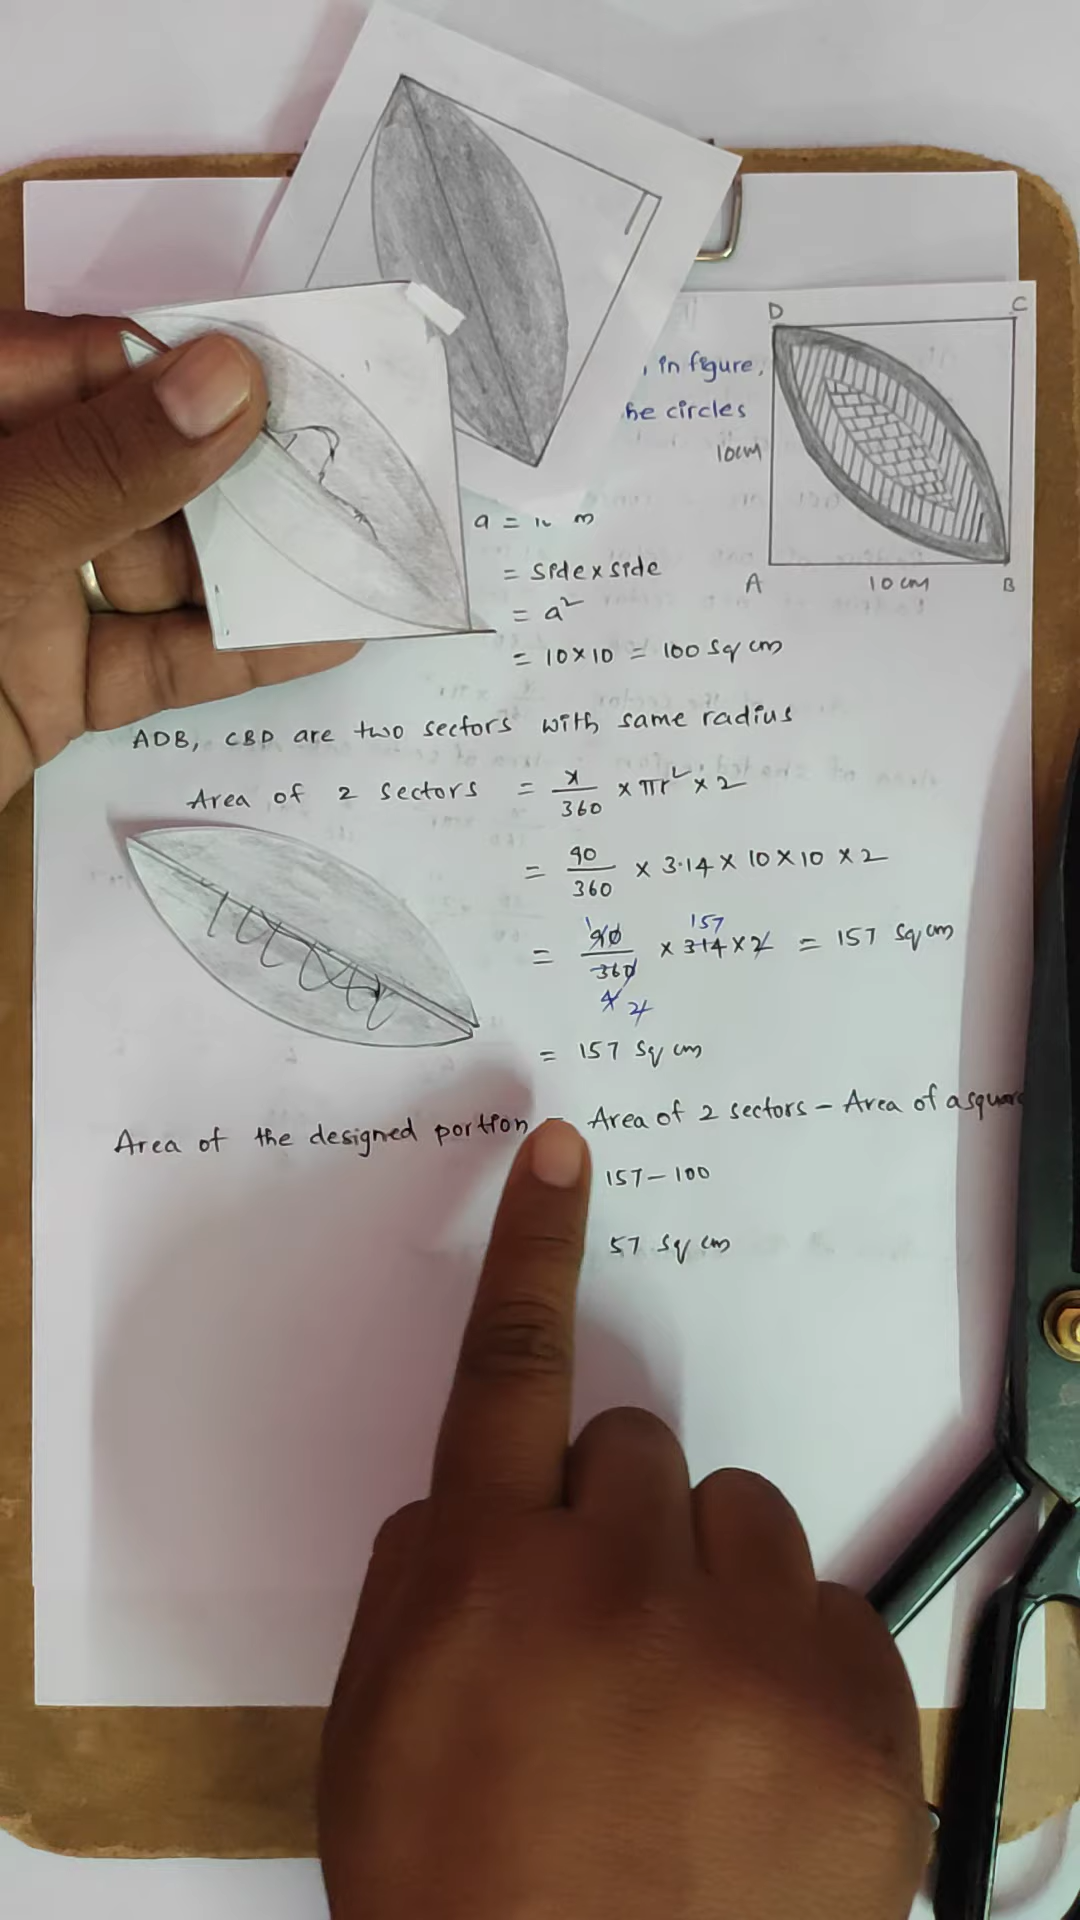 D C
, in figure,
he circles
10cm
a =
= side x side
A 10 cm B
= a²
= 10×10 = 100 sq cm
ADB, CBD are two sectors with same radius
Area of 2 sectors = x/360 × πr² × 2
= 90/360 × 3.14 × 10 × 10 × 2
157
= 90/360 × 314 × 2 = 157 sq cm
4 2
= 157 sq cm
Area of the designed portion = Area of 2 sectors – Area of a square
157 – 100
57 sq cm